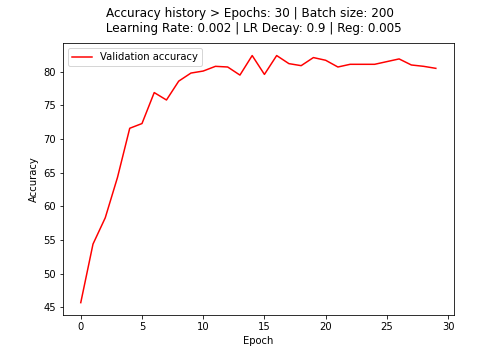 Accuracy history > Epochs: 30 | Batch size: 200
Learning Rate: 0.002 | LR Decay: 0.9 | Reg: 0.005
Validation accuracy
80
75
70
65
60
55
50
45
Accuracy
0 5 10 15 20 25 30
Epoch